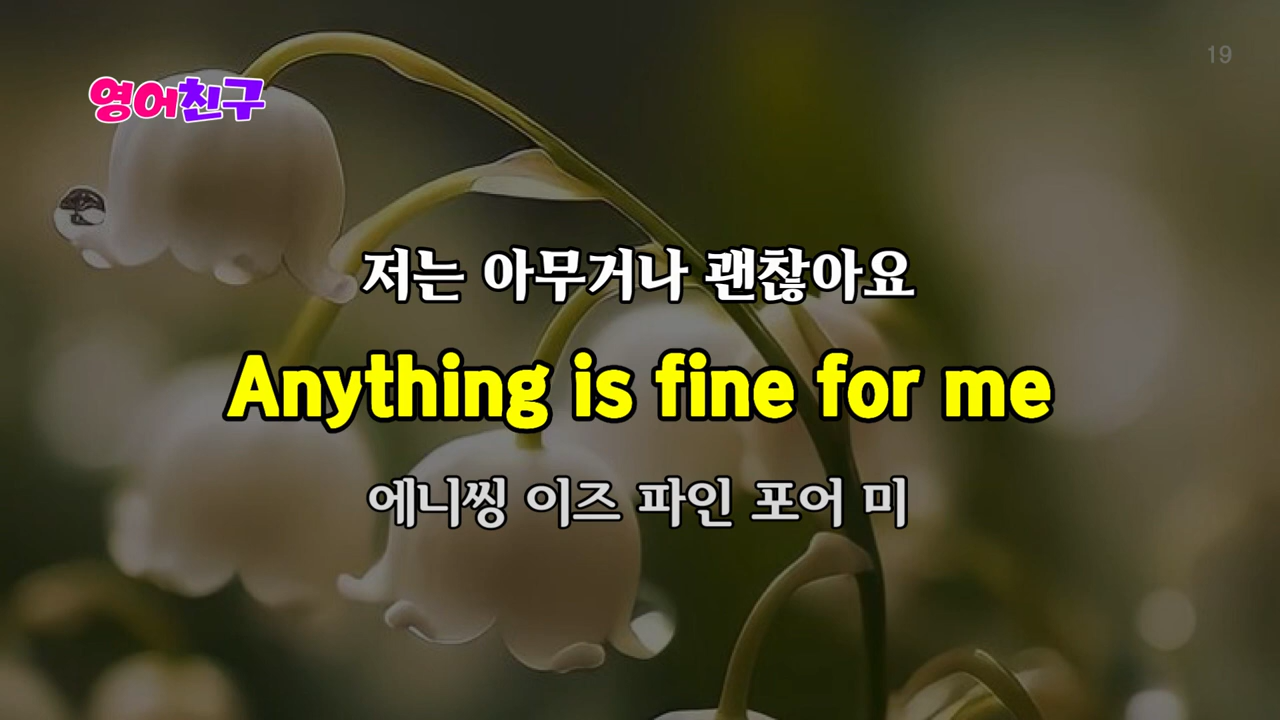 19
영어친구
저는 아무거나 괜찮아요
Anything is fine for me
에니씽 이즈 파인 포어 미